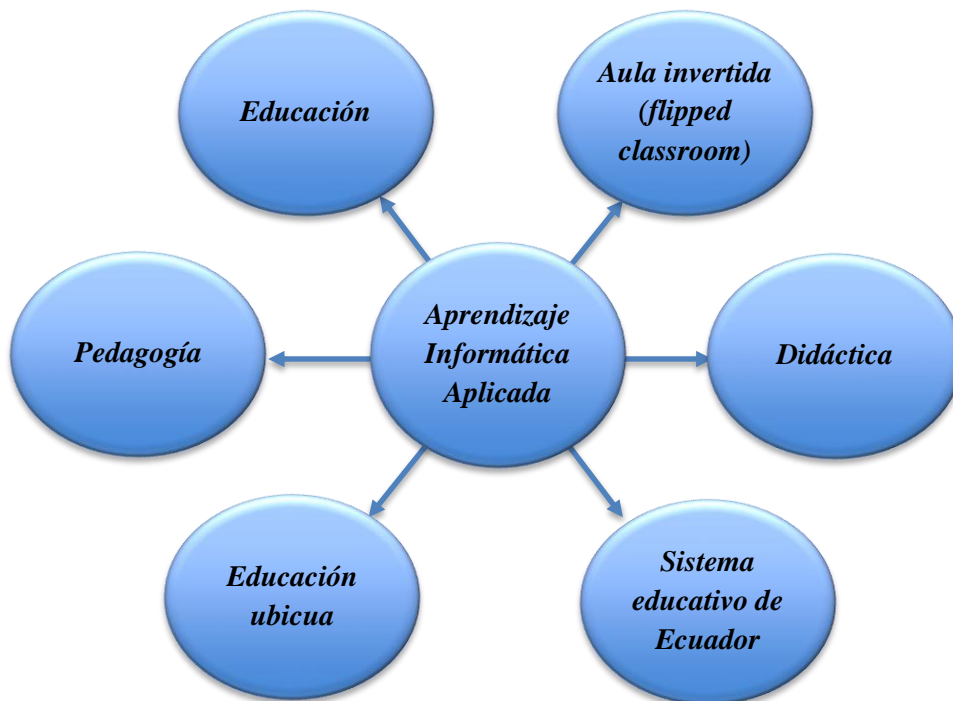 Educación
Aula invertida
(flipped
classroom)
Pedagogía
Aprendizaje
Informática
Aplicada
Didáctica
Educación
ubicua
Sistema
educativo de
Ecuador